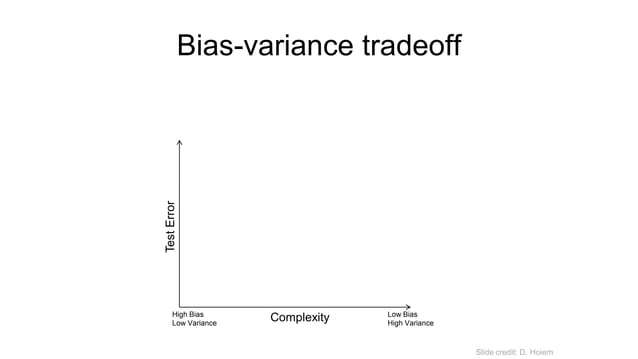 Bias-variance tradeoff
Test Error
High Bias
Low Variance
Complexity
Low Bias
High Variance
Slide credit: D. Hoiem